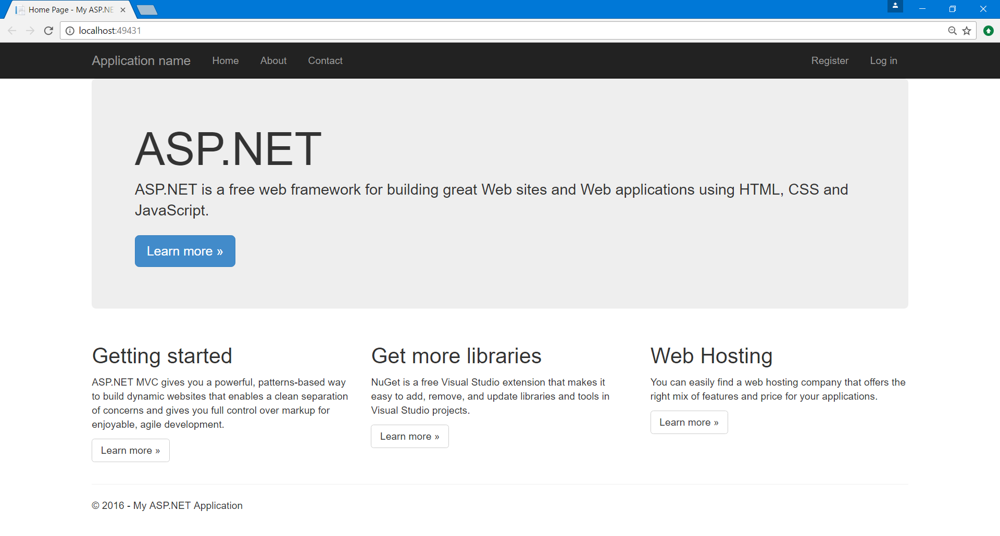 Home Page - My ASP.NE
localhost:49431
Application name Home About Contact Register Log in
ASP.NET
ASP.NET is a free web framework for building great Web sites and Web applications using HTML, CSS and
JavaScript.
Learn more »
Getting started
ASP.NET MVC gives you a powerful, patterns-based way
to build dynamic websites that enables a clean separation
of concerns and gives you full control over markup for
enjoyable, agile development.
Learn more »
Get more libraries
NuGet is a free Visual Studio extension that makes it
easy to add, remove, and update libraries and tools in
Visual Studio projects.
Learn more »
Web Hosting
You can easily find a web hosting company that offers the
right mix of features and price for your applications.
Learn more »
© 2016 - My ASP.NET Application